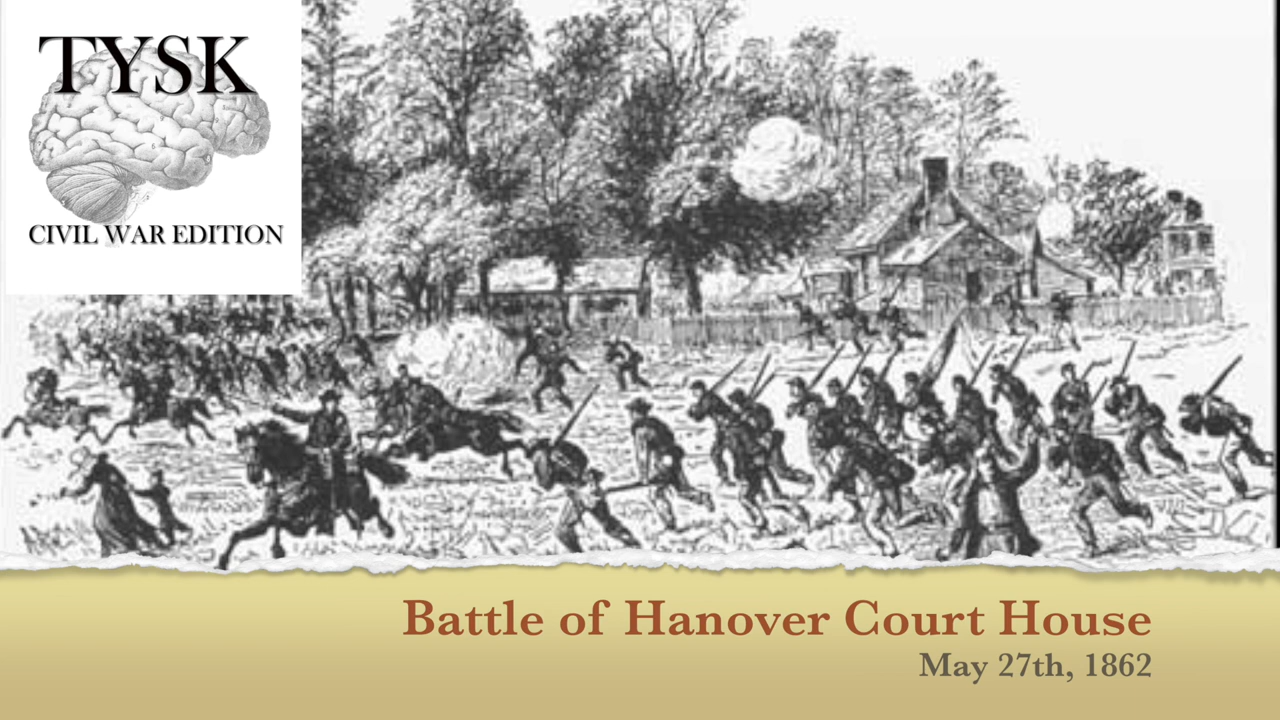 TYSK
CIVIL WAR EDITION
Battle of Hanover Court House
May 27th, 1862